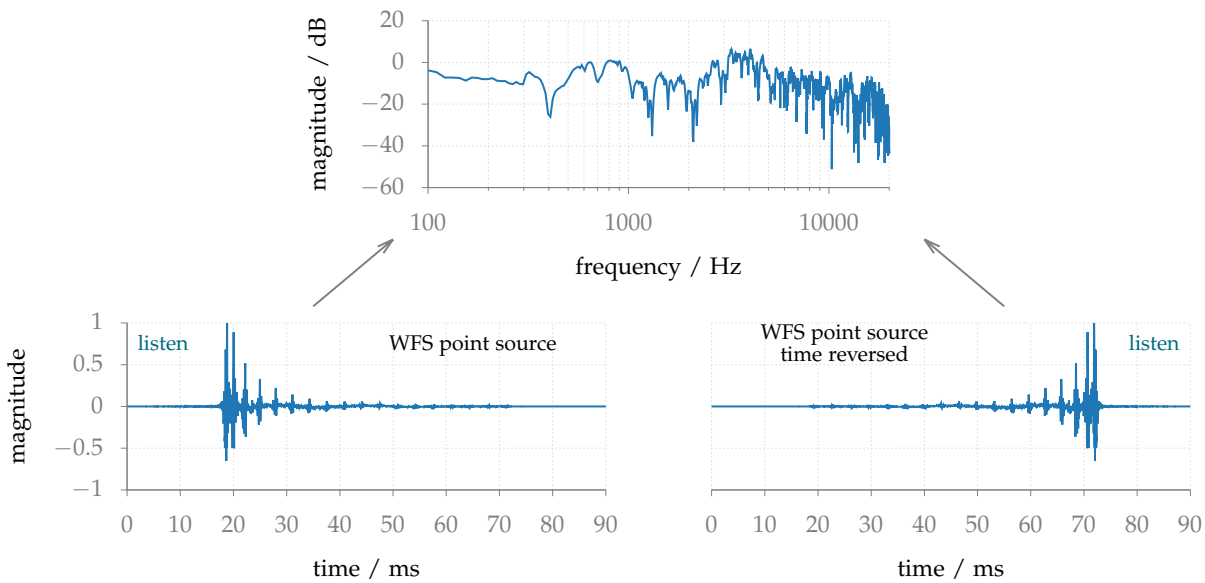 20
0
−20
−40
−60
magnitude / dB
100 1000 10000
frequency / Hz
1
0.5
0
−0.5
−1
magnitude
listen
WFS point source
0 10 20 30 40 50 60 70 80 90
time / ms
WFS point source
time reversed
listen
0 10 20 30 40 50 60 70 80 90
time / ms